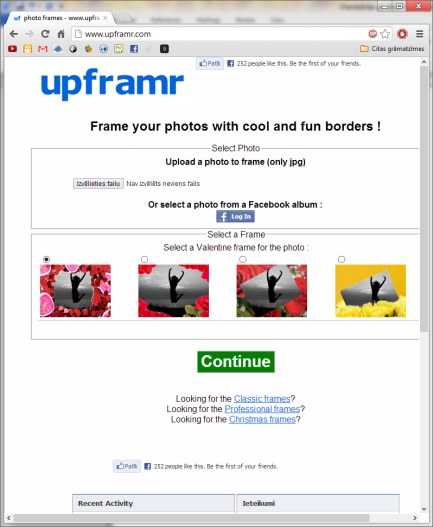 upf photo frames - www.upfra
www.upframr.com
Citas grāmatzīmes
Patīk 252 people like this. Be the first of your friends.
upframr
Frame your photos with cool and fun borders !
Select Photo
Upload a photo to frame (only jpg)
Izvēlieties failu Nav izvēlēts neviens fails
Or select a photo from a Facebook album :
f Log In
Select a Frame
Select a Valentine frame for the photo :
Continue
Looking for the Classic frames?
Looking for the Professional frames?
Looking for the Christmas frames?
Patīk 252 people like this. Be the first of your friends.
Recent Activity
Ieteikumi